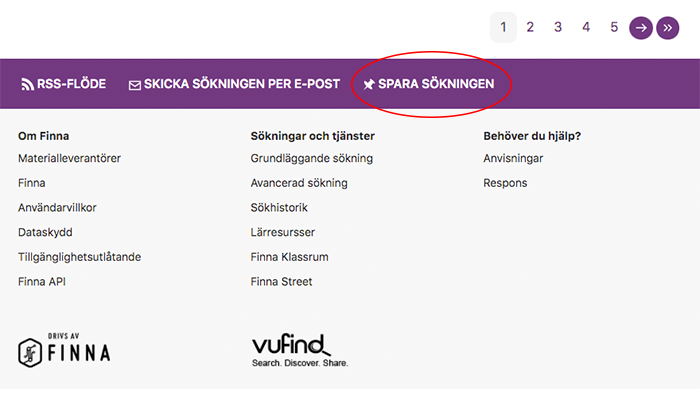 1 2 3 4 5
RSS-FLÖDE SKICKA SÖKNINGEN PER E-POST SPARA SÖKNINGEN
Om Finna
Materialleverantörer
Finna
Användarvillkor
Dataskydd
Tillgänglighetsutlåtande
Finna API
Sökningar och tjänster
Grundläggande sökning
Avancerad sökning
Sökhistorik
Lärresursser
Finna Klassrum
Finna Street
Behöver du hjälp?
Anvisningar
Respons
DRIVS AV
FINNA
vufind
Search. Discover. Share.